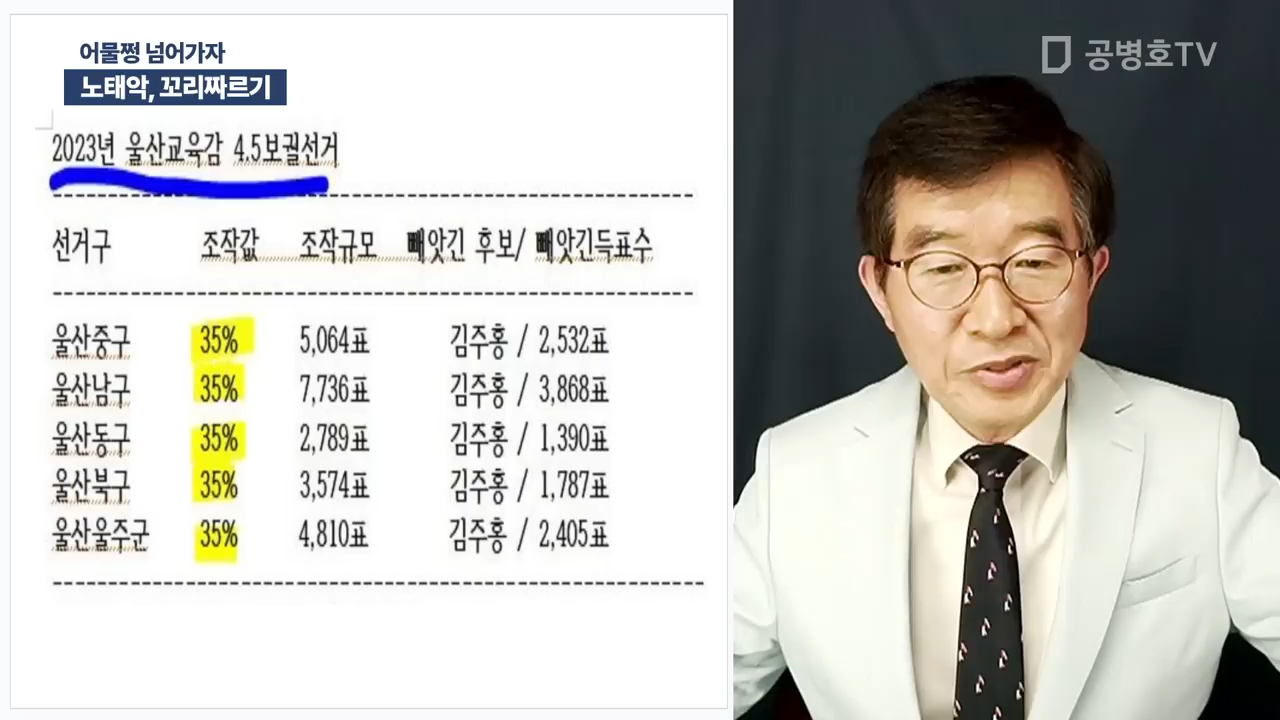 어물쩡 넘어가자
노태악, 꼬리짜르기
공병호TV
2023년 울산교육감 4.5보궐선거
선거구 조작값 조작규모 빼앗긴 후보/ 빼앗긴득표수
울산중구 35% 5,064표 김주홍 / 2,532표
울산남구 35% 7,736표 김주홍 / 3,868표
울산동구 35% 2,789표 김주홍 / 1,390표
울산북구 35% 3,574표 김주홍 / 1,787표
울산울주군 35% 4,810표 김주홍 / 2,405표